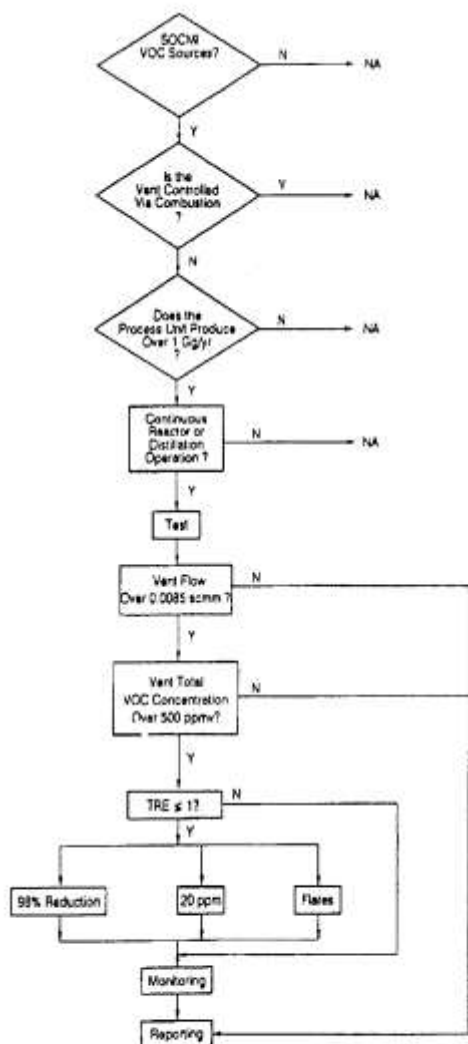 SOCMI
VOC Sources?
N
NA
Y
Is the
Vent Controlled
Via Combustion
?
Y
NA
N
Does the
Process Unit Produce
Over 1 Gg/yr
?
N
NA
Y
Continuous
Reactor or
Distillation
Operation ?
N
NA
Y
Test
Vent Flow
Over 0.0085 scmm ?
N
Y
Vent Total
VOC Concentration
Over 500 ppmv?
N
Y
TRE ≤ 1?
N
Y
98% Reduction
20 ppm
Flares
Monitoring
Reporting